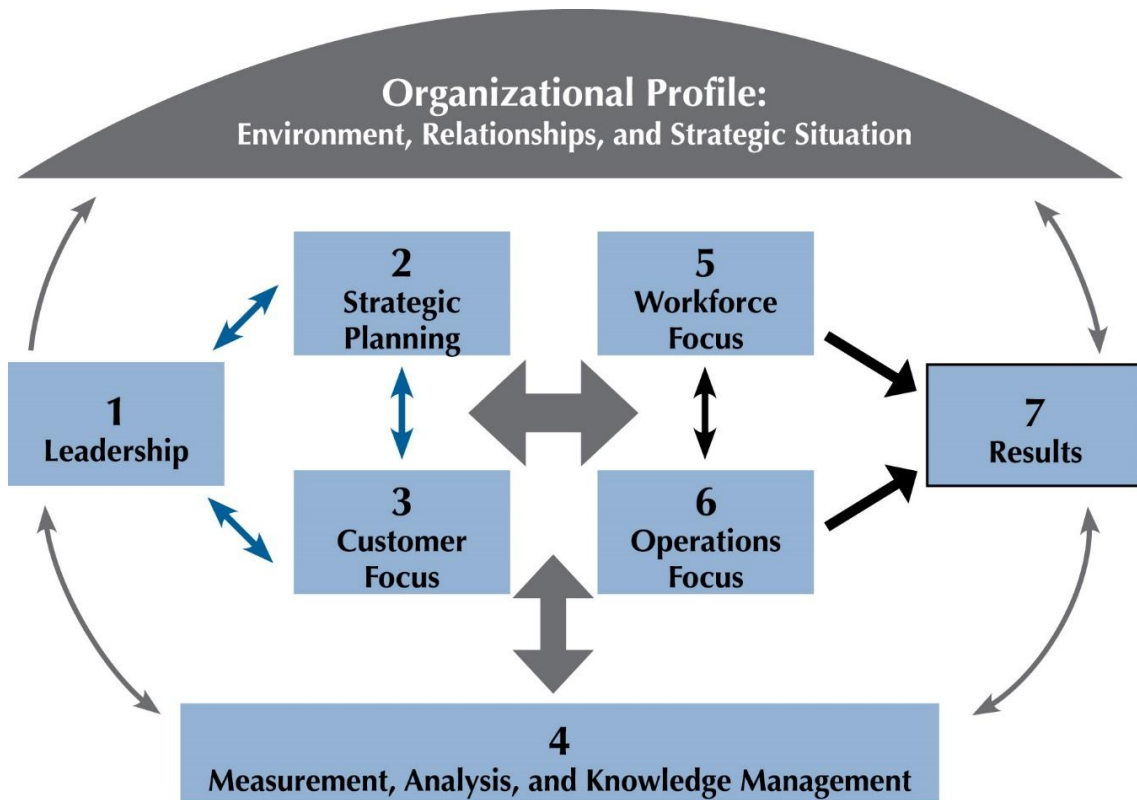 Organizational Profile:
Environment, Relationships, and Strategic Situation
1
Leadership
2
Strategic
Planning
3
Customer
Focus
5
Workforce
Focus
6
Operations
Focus
7
Results
4
Measurement, Analysis, and Knowledge Management